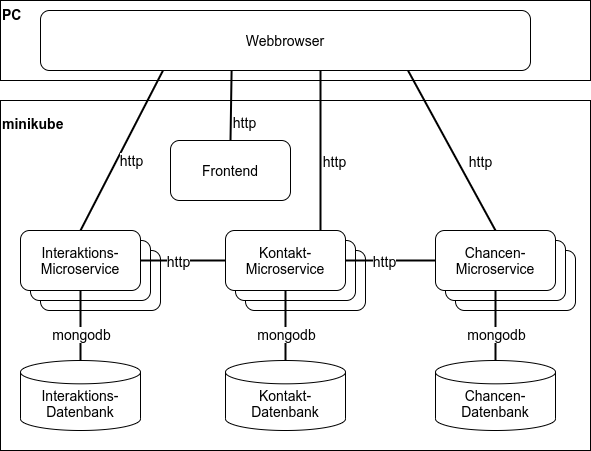 PC
Webbrowser
minikube
http
Frontend
http
http
http
Interaktions-
Microservice
http
Kontakt-
Microservice
http
Chancen-
Microservice
mongodb
mongodb
mongodb
Interaktions-
Datenbank
Kontakt-
Datenbank
Chancen-
Datenbank